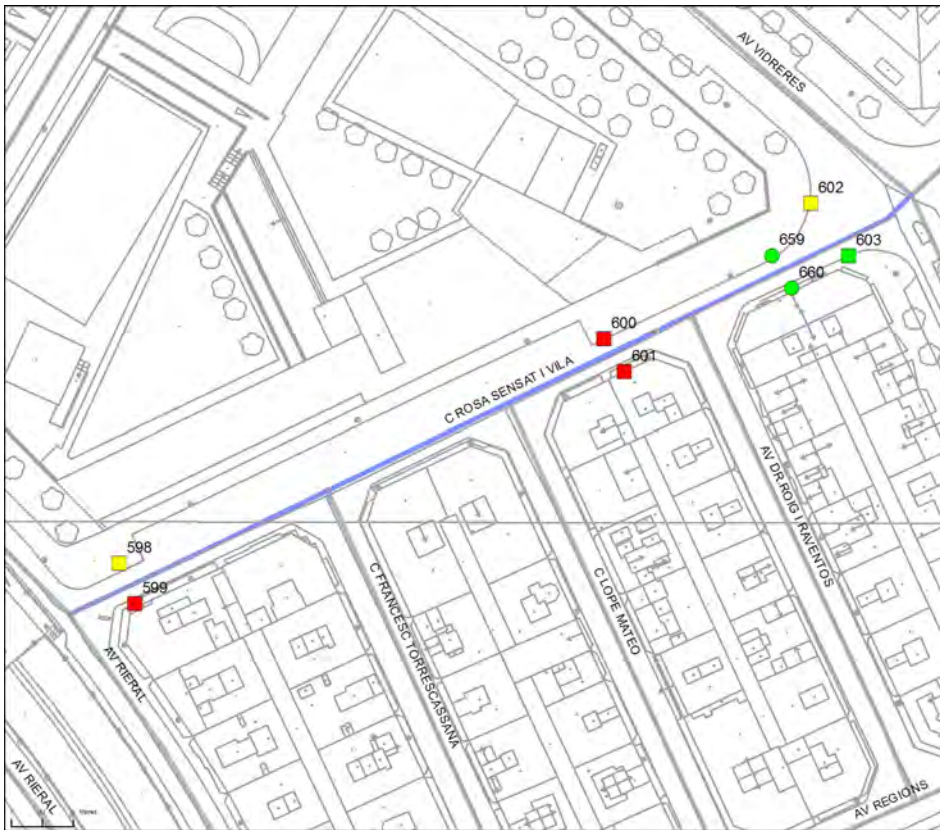 AV VIDRERES
602
659
603
660
600
601
C ROSA SENSAT I VILA
AV DR.ROIG I RAVENTOS
598
C LOPE MATEO
599
C FRANCESC TORRESCASSANA
AV RIERAL
AV RIERAL
AV REGIONS